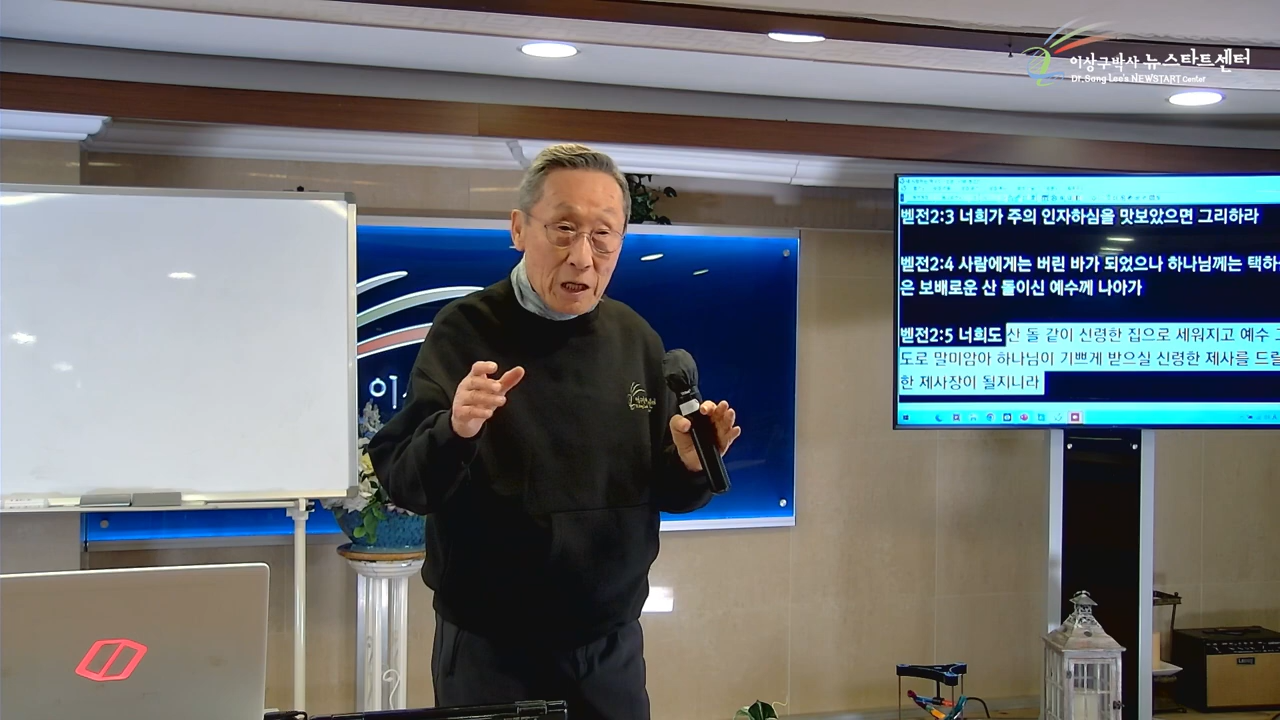 이상구박사 뉴스타트센터
Dr. Sang Lee's NEWSTART Center
벧전2:3 너희가 주의 인자하심을 맛보았으면 그리하라
벧전2:4 사람에게는 버린 바가 되었으나 하나님께는 택하
은 보배로운 산 돌이신 예수께 나아가
벧전2:5 너희도 산 돌 같이 신령한 집으로 세워지고 예수
도로 말미암아 하나님이 기쁘게 받으실 신령한 제사를 드릴
한 제사장이 될지니라
이